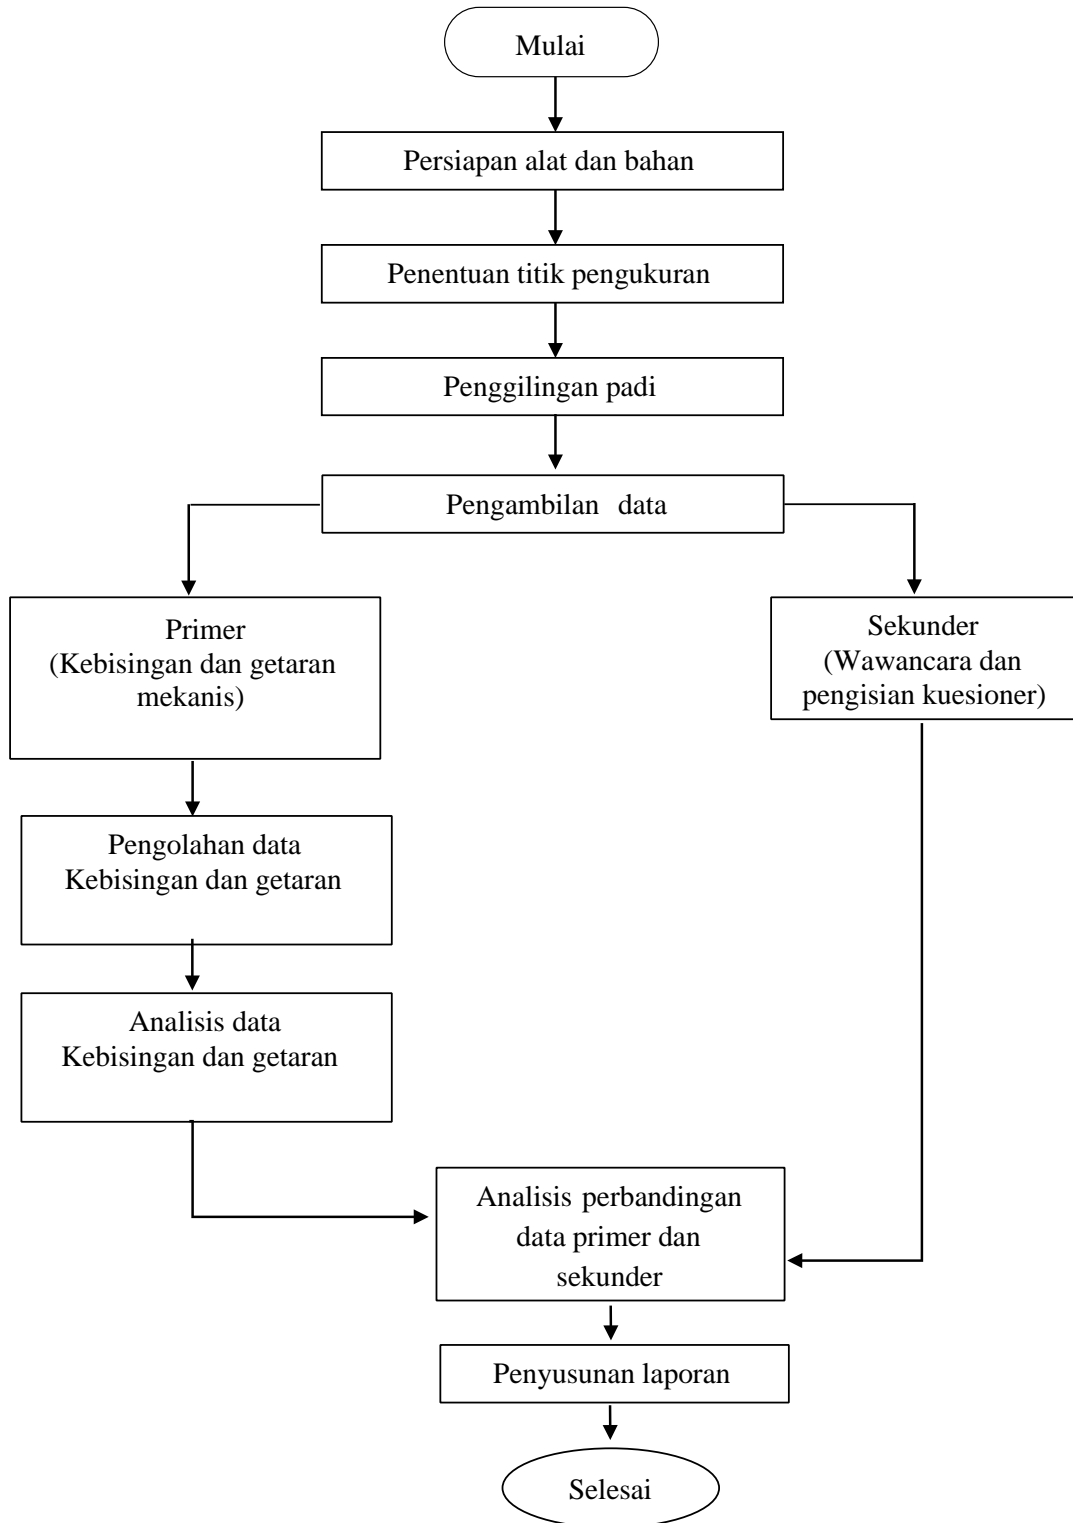 Mulai
Persiapan alat dan bahan
Penentuan titik pengukuran
Penggilingan padi
Pengambilan data
Primer
(Kebisingan dan getaran
mekanis)
Sekunder
(Wawancara dan
pengisian kuesioner)
Pengolahan data
Kebisingan dan getaran
Analisis data
Kebisingan dan getaran
Analisis perbandingan
data primer dan
sekunder
Penyusunan laporan
Selesai